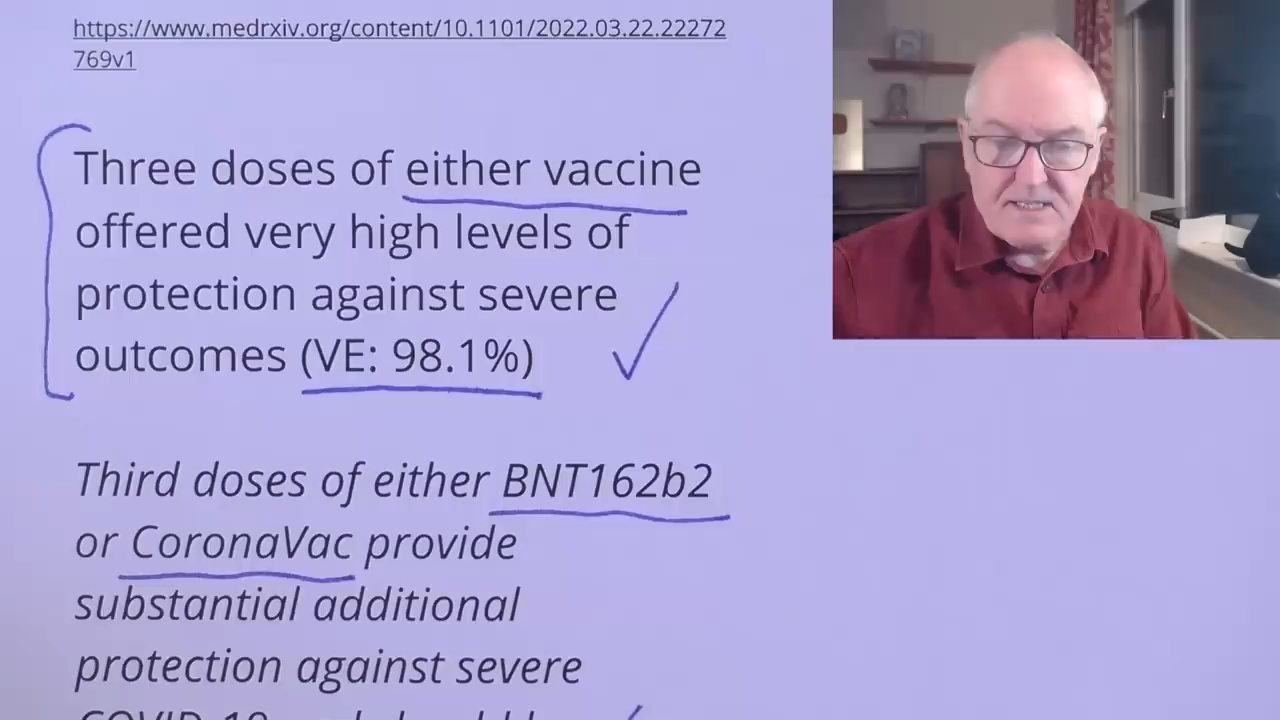 https://www.medrxiv.org/content/10.1101/2022.03.22.22272
769v1
Three doses of either vaccine
offered very high levels of
protection against severe
outcomes (VE: 98.1%)
Third doses of either BNT162b2
or CoronaVac provide
substantial additional
protection against severe
COVID-19